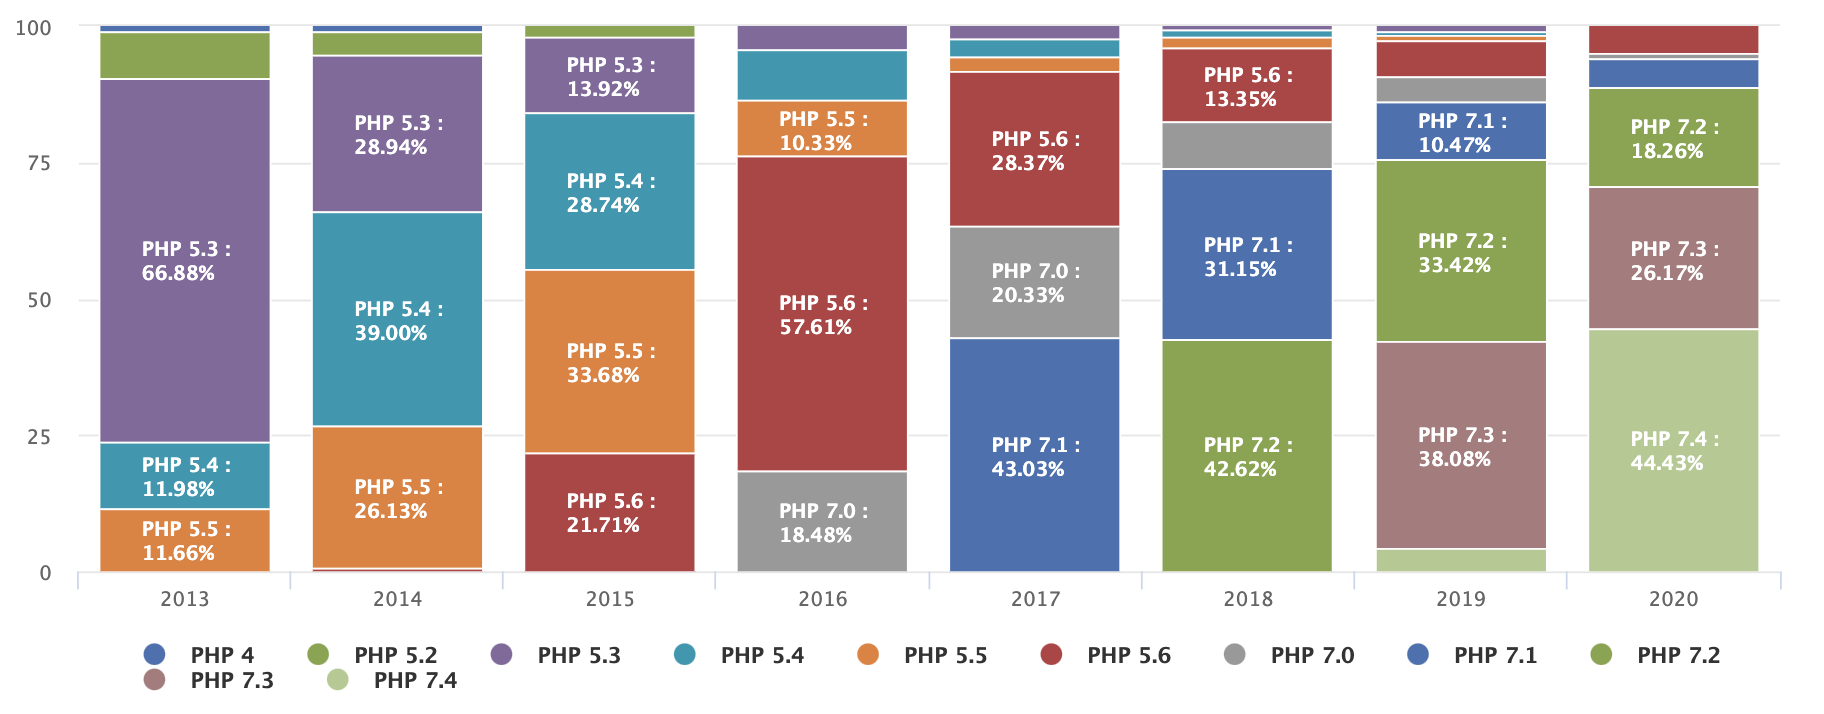 100
75
50
25
0
PHP 5.3 :
66.88%
PHP 5.4 :
11.98%
PHP 5.5 :
11.66%
PHP 5.3 :
28.94%
PHP 5.4 :
39.00%
PHP 5.5 :
26.13%
PHP 5.3 :
13.92%
PHP 5.4 :
28.74%
PHP 5.5 :
33.68%
PHP 5.6 :
21.71%
PHP 5.5 :
10.33%
PHP 5.6 :
57.61%
PHP 7.0 :
18.48%
PHP 5.6 :
28.37%
PHP 7.0 :
20.33%
PHP 7.1 :
43.03%
PHP 5.6 :
13.35%
PHP 7.1 :
31.15%
PHP 7.2 :
42.62%
PHP 7.1 :
10.47%
PHP 7.2 :
33.42%
PHP 7.3 :
38.08%
PHP 7.2 :
18.26%
PHP 7.3 :
26.17%
PHP 7.4 :
44.43%
2013 2014 2015 2016 2017 2018 2019 2020
PHP 4 PHP 5.2 PHP 5.3 PHP 5.4 PHP 5.5 PHP 5.6 PHP 7.0 PHP 7.1 PHP 7.2
PHP 7.3 PHP 7.4